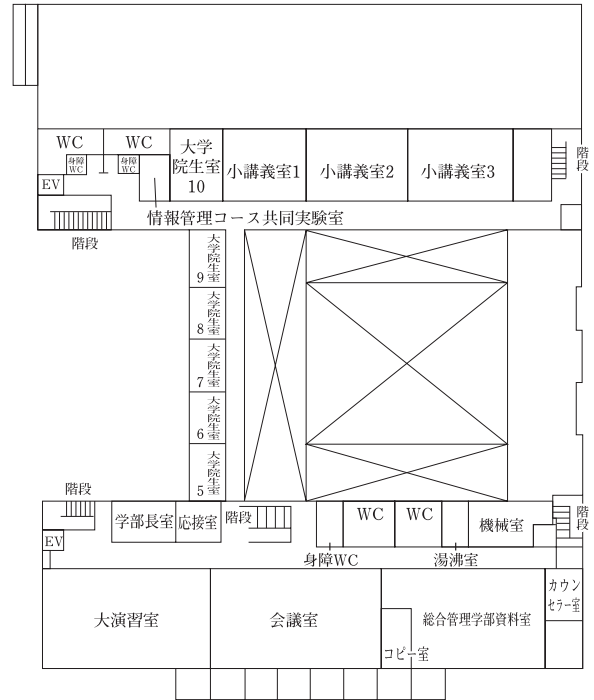 WC
WC
身障
WC
身障
WC
EV
大学
院生室
10
小講義室1
小講義室2
小講義室3
階段
情報管理コース共同実験室
階段
大学院生室
9
大学院生室
8
大学院生室
7
大学院生室
6
大学院生室
5
階段
EV
学部長室
応接室
階段
WC
WC
機械室
階段
身障WC
湯沸室
大演習室
会議室
総合管理学部資料室
コピー室
カウン
セラー室